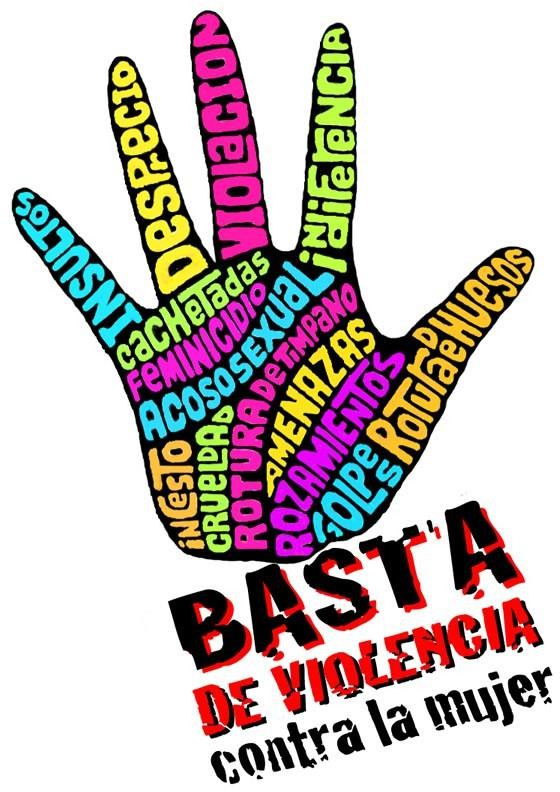 INSULTOS
DESPRECIO
VIOLACION
INDIFERENCIA
CACHETADAS
FEMINICIDIO
ACOSO SEXUAL
INCESTO
CRUELDAD
ROTURA DE TIMPANO
AMENAZAS
ROZAMIENTOS
GOLPES
ROTURA DE HUESOS
BASTA
DE VIOLENCIA
contra la mujer